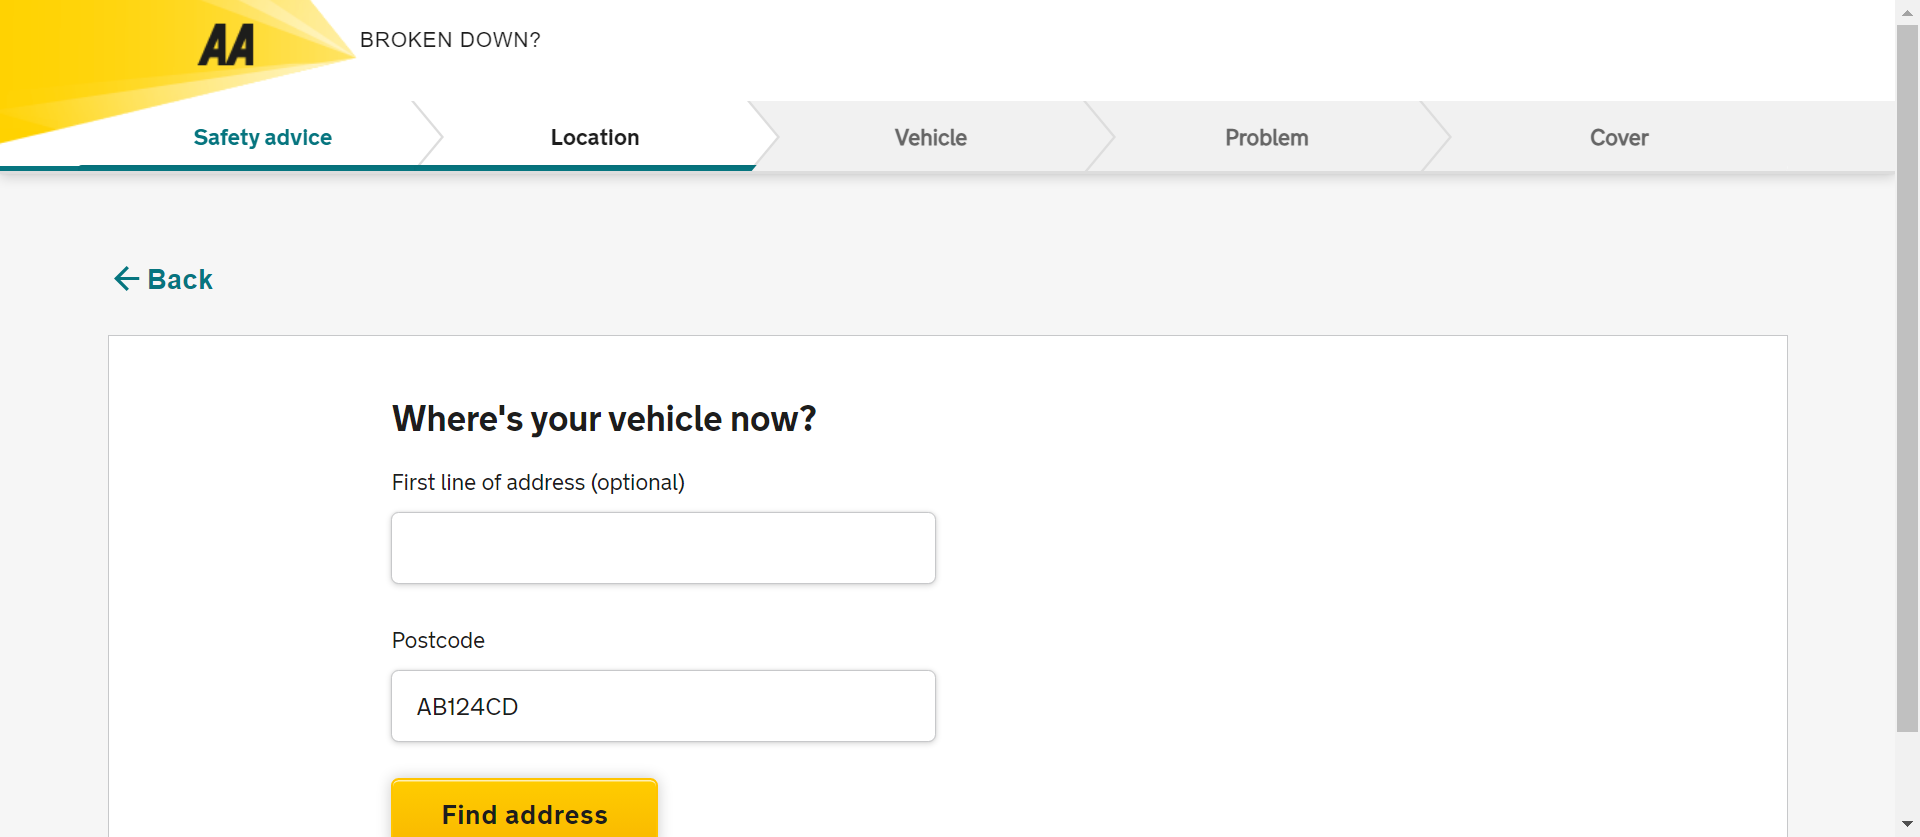 AA
BROKEN DOWN?
Safety advice
Location
Vehicle
Problem
Cover
Back
Where's your vehicle now?
First line of address (optional)
Postcode
AB124CD
Find address